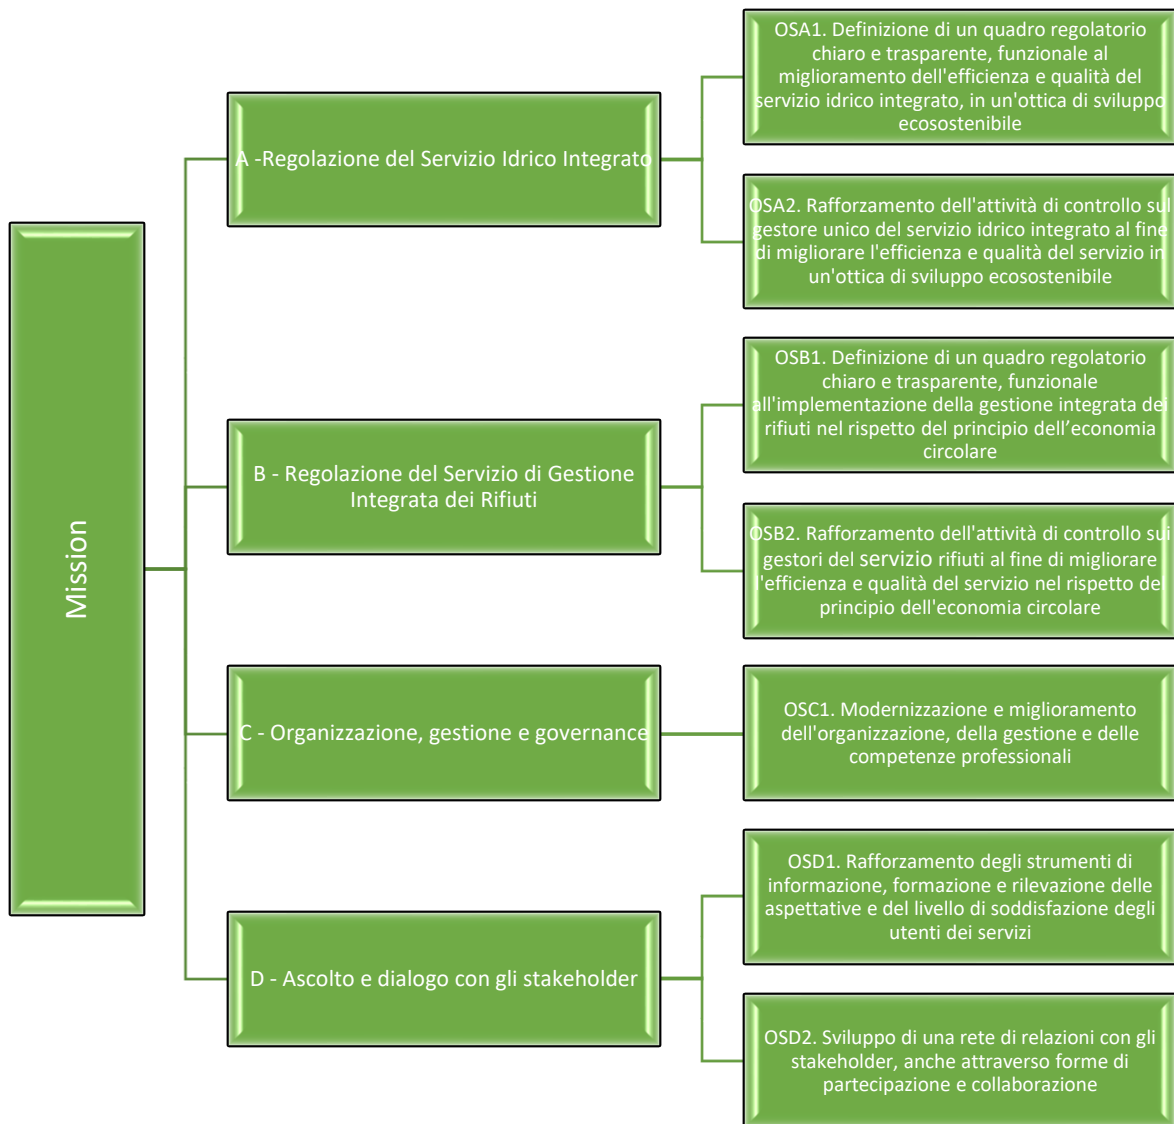 Mission
A -Regolazione del Servizio Idrico Integrato
OSA1. Definizione di un quadro regolatorio
chiaro e trasparente, funzionale al
miglioramento dell'efficienza e qualità del
servizio idrico integrato, in un'ottica di sviluppo
ecosostenibile
OSA2. Rafforzamento dell'attività di controllo sul
gestore unico del servizio idrico integrato al fine
di migliorare l'efficienza e qualità del servizio in
un'ottica di sviluppo ecosostenibile
B - Regolazione del Servizio di Gestione
Integrata dei Rifiuti
OSB1. Definizione di un quadro regolatorio
chiaro e trasparente, funzionale
all'implementazione della gestione integrata dei
rifiuti nel rispetto del principio dell’economia
circolare
OSB2. Rafforzamento dell'attività di controllo sui
gestori del servizio rifiuti al fine di migliorare
l'efficienza e qualità del servizio nel rispetto del
principio dell'economia circolare
C - Organizzazione, gestione e governance
OSC1. Modernizzazione e miglioramento
dell'organizzazione, della gestione e delle
competenze professionali
D - Ascolto e dialogo con gli stakeholder
OSD1. Rafforzamento degli strumenti di
informazione, formazione e rilevazione delle
aspettative e del livello di soddisfazione degli
utenti dei servizi
OSD2. Sviluppo di una rete di relazioni con gli
stakeholder, anche attraverso forme di
partecipazione e collaborazione